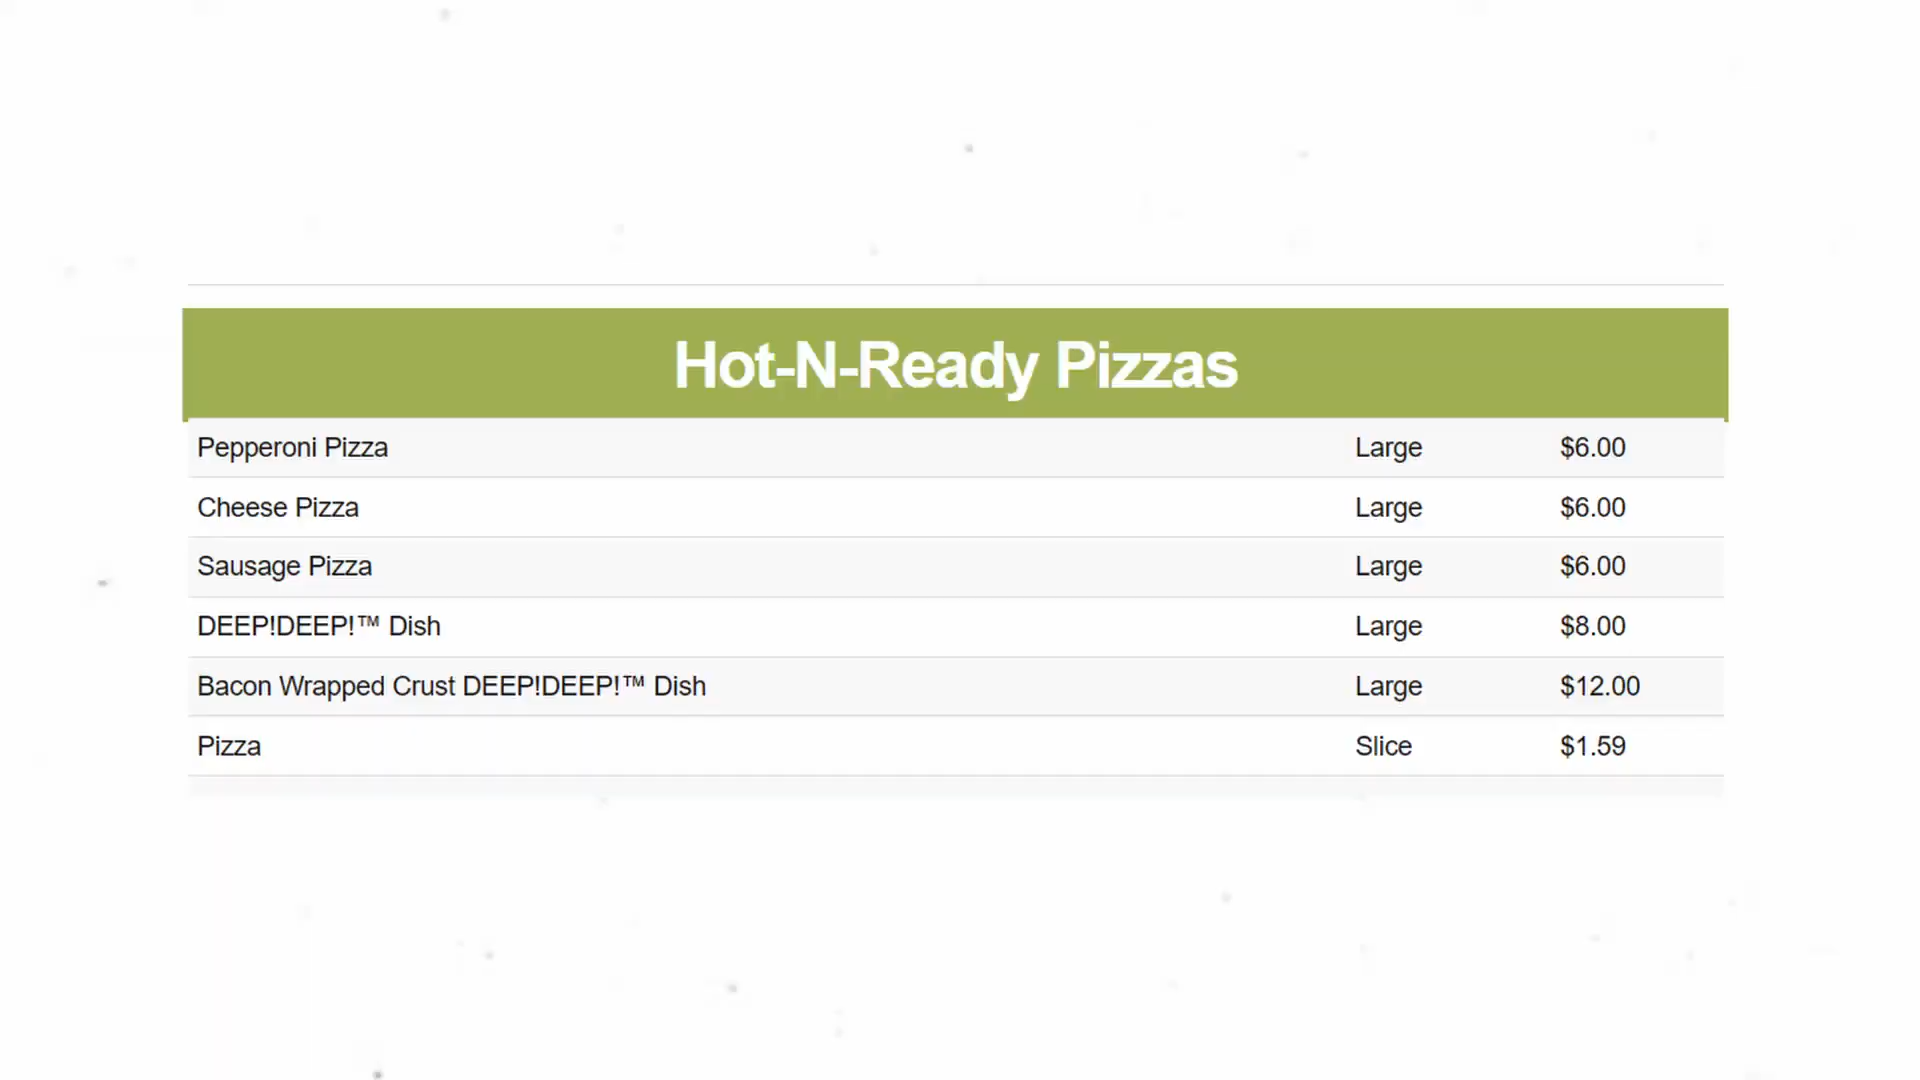 Hot-N-Ready Pizzas
Pepperoni Pizza Large $6.00
Cheese Pizza Large $6.00
Sausage Pizza Large $6.00
DEEP!DEEP!™ Dish Large $8.00
Bacon Wrapped Crust DEEP!DEEP!™ Dish Large $12.00
Pizza Slice $1.59